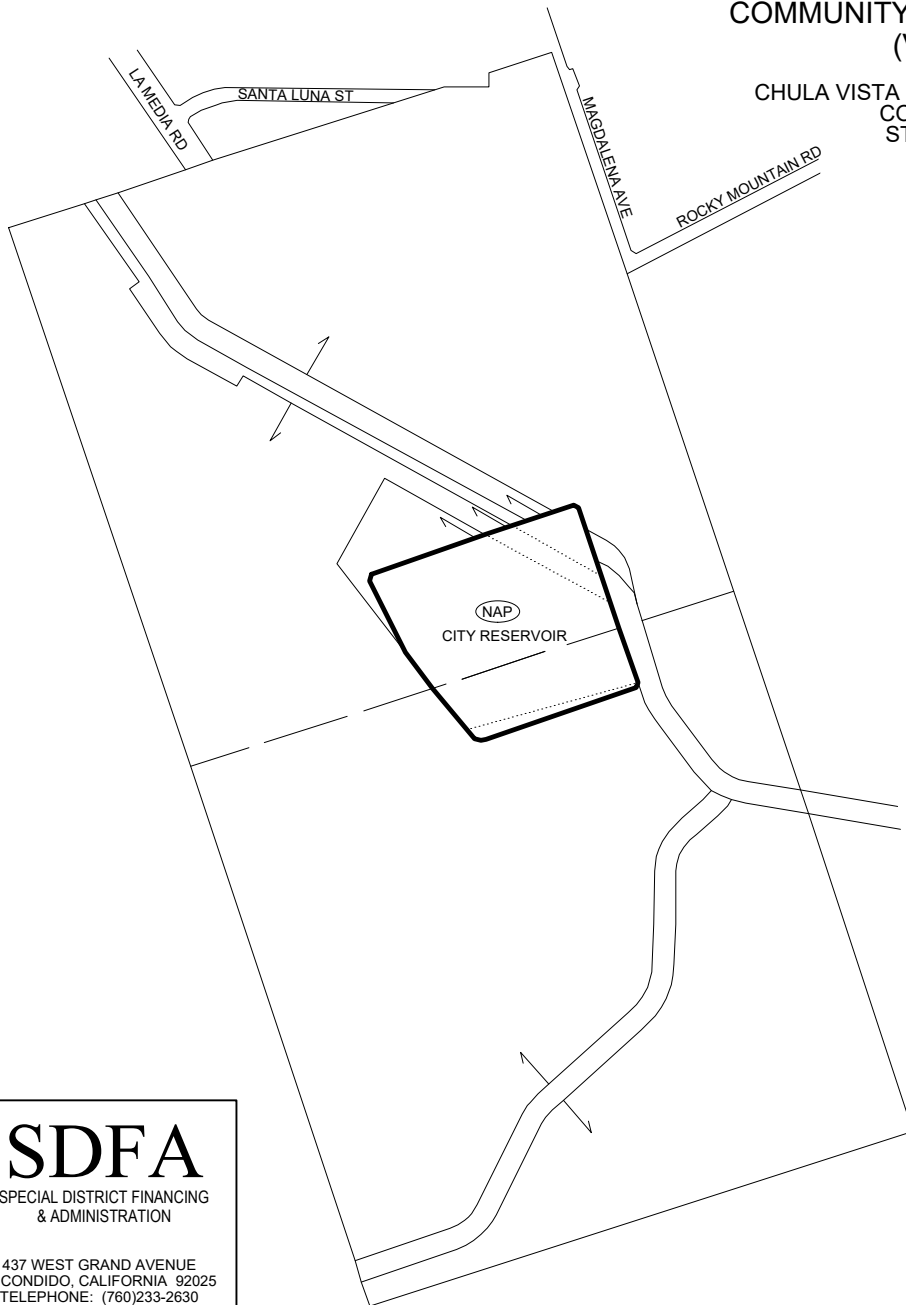 COMMUNITY
(V
CHULA VISTA
CO
ST
LA MEDIA RD
SANTA LUNA ST
MAGDALENA AVE
ROCKY MOUNTAIN RD
NAP
CITY RESERVOIR
SDFA
SPECIAL DISTRICT FINANCING
& ADMINISTRATION
437 WEST GRAND AVENUE
CONDIDO, CALIFORNIA 92025
TELEPHONE: (760)233-2630